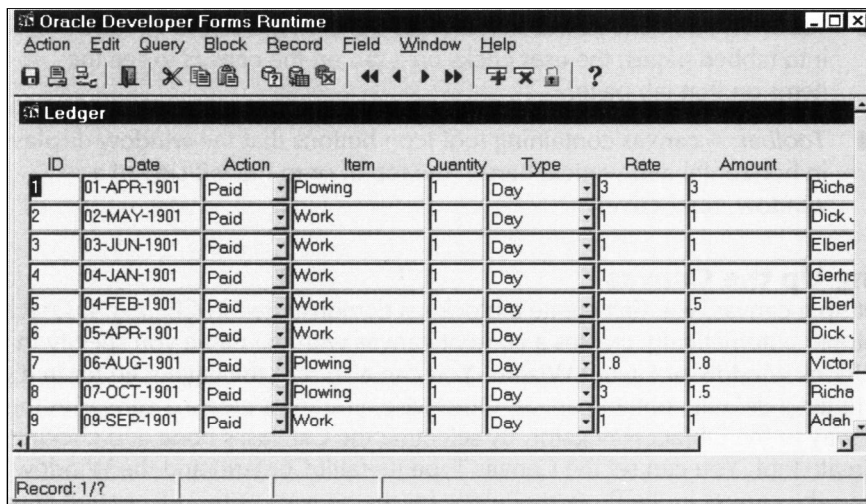 Oracle Developer Forms Runtime
Action Edit Query Block Record Field Window Help
Ledger
ID Date Action Item Quantity Type Rate Amount
1 01-APR-1901 Paid Plowing 1 Day 3 3 Richa
2 02-MAY-1901 Paid Work 1 Day 1 1 Dick
3 03-JUN-1901 Paid Work 1 Day 1 1 Elbert
4 04-JAN-1901 Paid Work 1 Day 1 1 Gerha
5 04-FEB-1901 Paid Work 1 Day 1 .5 Elbert
6 05-APR-1901 Paid Work 1 Day 1 1 Dick
7 06-AUG-1901 Paid Plowing 1 Day 1.8 1.8 Victor
8 07-OCT-1901 Paid Plowing 1 Day 3 1.5 Richa
9 09-SEP-1901 Paid Work 1 Day 1 1 Adah
Record: 1/?